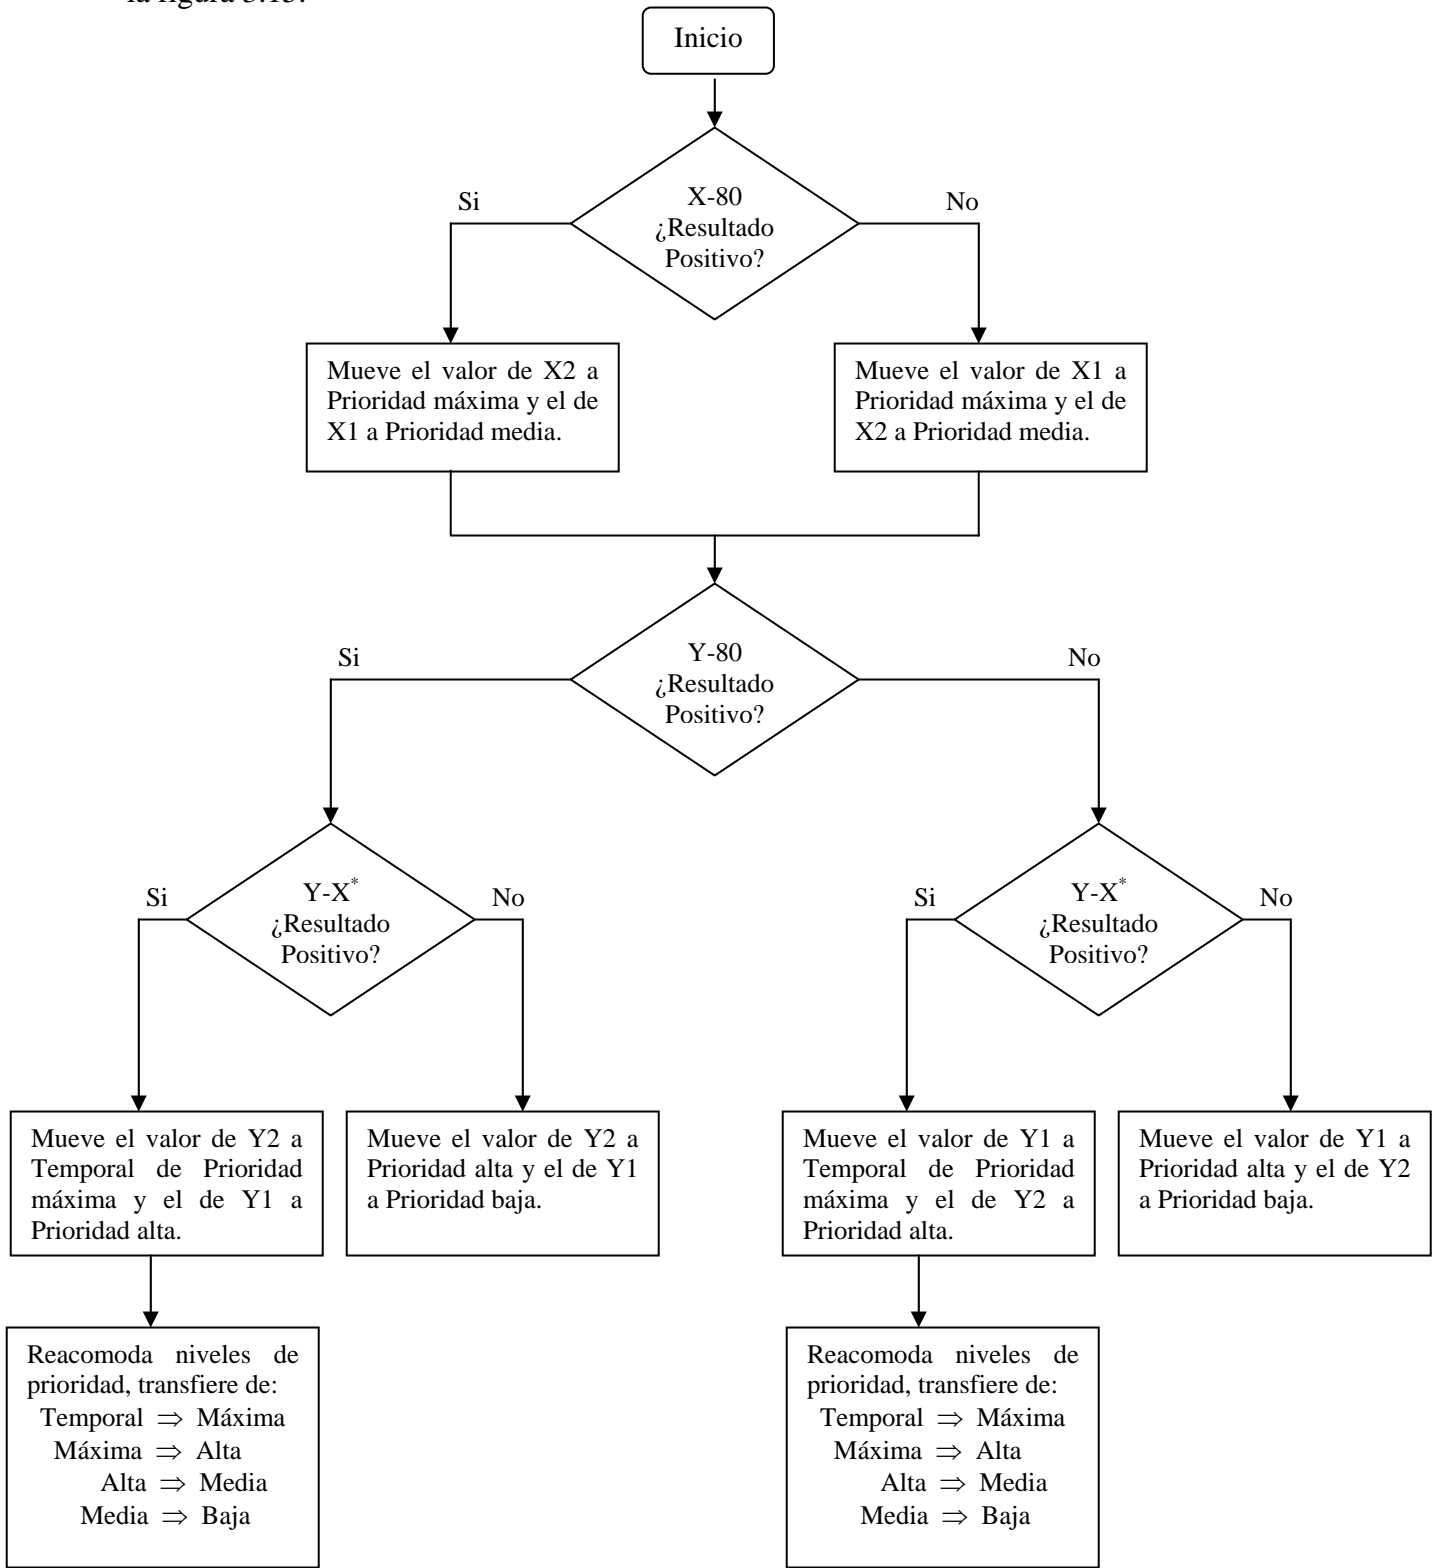 la figura 3.13.
Inicio
X-80
¿Resultado
Positivo?
Si
No
Mueve el valor de X2 a
Prioridad máxima y el de
X1 a Prioridad media.
Mueve el valor de X1 a
Prioridad máxima y el de
X2 a Prioridad media.
Y-80
¿Resultado
Positivo?
Si
No
Y-X*
¿Resultado
Positivo?
Si
No
Y-X*
¿Resultado
Positivo?
Si
No
Mueve el valor de Y2 a
Temporal de Prioridad
máxima y el de Y1 a
Prioridad alta.
Mueve el valor de Y2 a
Prioridad alta y el de Y1
a Prioridad baja.
Mueve el valor de Y1 a
Temporal de Prioridad
máxima y el de Y2 a
Prioridad alta.
Mueve el valor de Y1 a
Prioridad alta y el de Y2
a Prioridad baja.
Reacomoda niveles de
prioridad, transfiere de:
Temporal ⇒ Máxima
Máxima ⇒ Alta
Alta ⇒ Media
Media ⇒ Baja
Reacomoda niveles de
prioridad, transfiere de:
Temporal ⇒ Máxima
Máxima ⇒ Alta
Alta ⇒ Media
Media ⇒ Baja